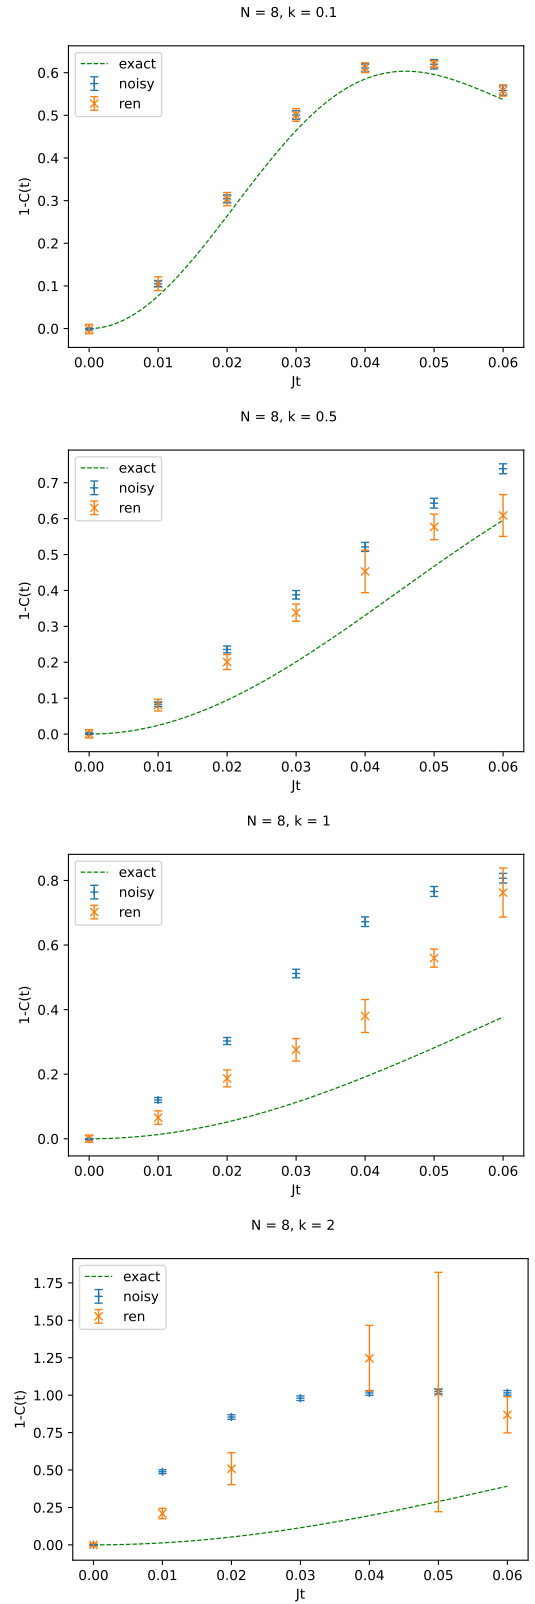 N = 8, k = 0.1
exact
noisy
ren
0.6
0.5
0.4
0.3
0.2
0.1
0.0
1-C(t)
0.00 0.01 0.02 0.03 0.04 0.05 0.06
Jt
N = 8, k = 0.5
exact
noisy
ren
0.7
0.6
0.5
0.4
0.3
0.2
0.1
0.0
1-C(t)
0.00 0.01 0.02 0.03 0.04 0.05 0.06
Jt
N = 8, k = 1
exact
noisy
ren
0.8
0.6
0.4
0.2
0.0
1-C(t)
0.00 0.01 0.02 0.03 0.04 0.05 0.06
Jt
N = 8, k = 2
exact
noisy
ren
1.75
1.50
1.25
1.00
0.75
0.50
0.25
0.00
1-C(t)
0.00 0.01 0.02 0.03 0.04 0.05 0.06
Jt